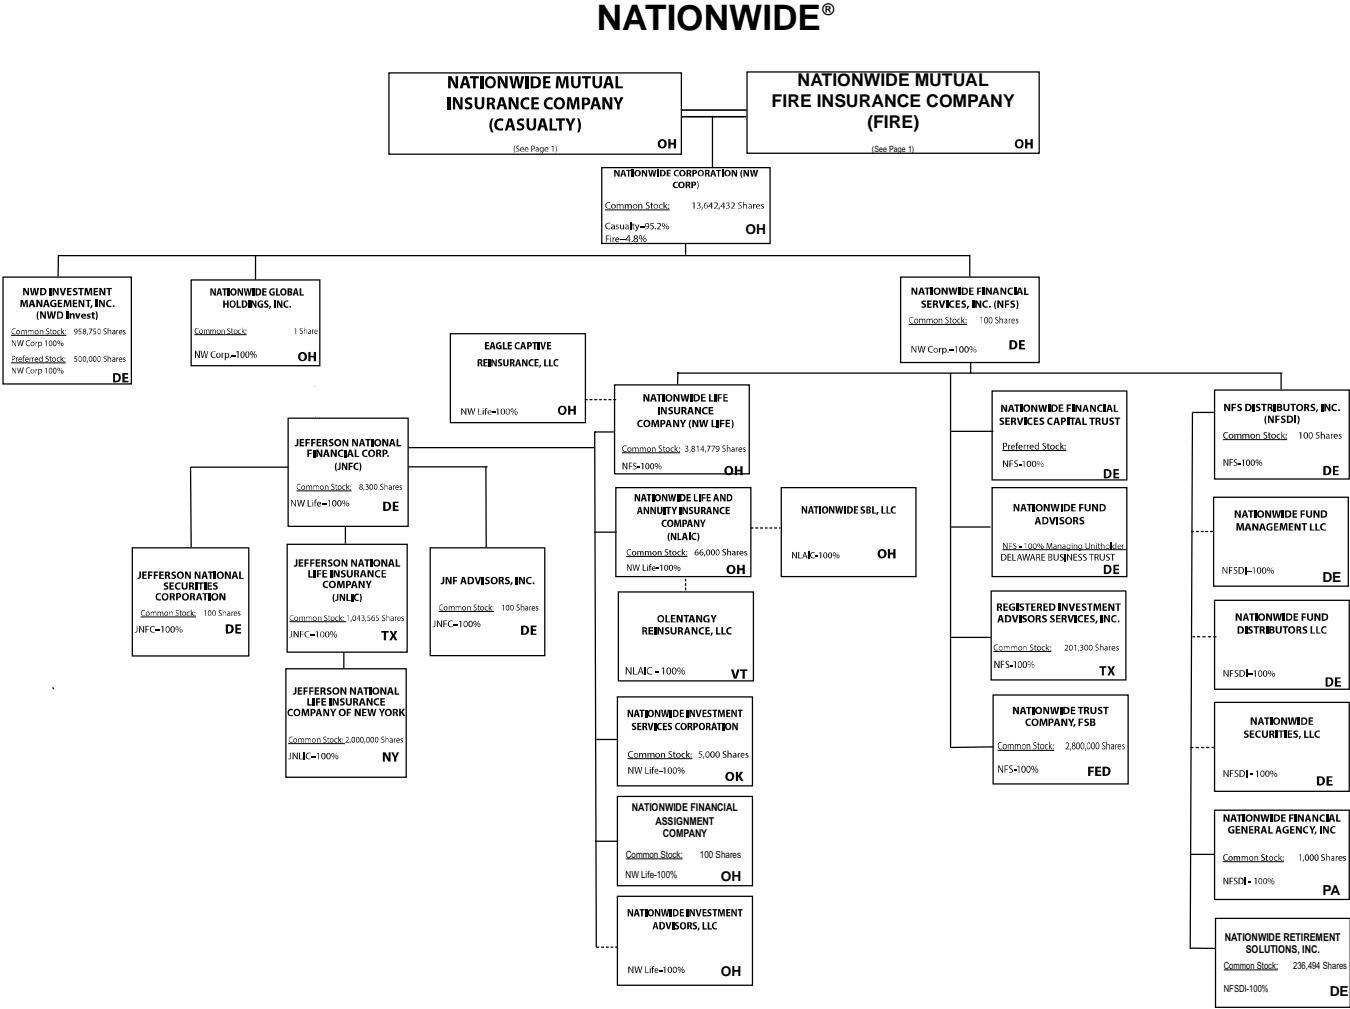 NATIONWIDE®
NATIONWIDE MUTUAL
INSURANCE COMPANY
(CASUALTY)
(See Page 1)
OH
NATIONWIDE MUTUAL
FIRE INSURANCE COMPANY
(FIRE)
(See Page 1)
OH
NATIONWIDE CORPORATION (NW
CORP)
Common Stock: 13,642,432 Shares
Casualty–95.2%
Fire–4.8%
OH
NWD INVESTMENT
MANAGEMENT, INC.
(NWD Invest)
Common Stock: 958,750 Shares
NW Corp 100%
Preferred Stock: 500,000 Shares
NW Corp 100%
DE
NATIONWIDE GLOBAL
HOLDINGS, INC.
Common Stock: 1 Share
NW Corp.–100%
OH
NATIONWIDE FINANCIAL
SERVICES, INC. (NFS)
Common Stock: 100 Shares
NW Corp.–100%
DE
EAGLE CAPTIVE
REINSURANCE, LLC
NW Life–100%
OH
NATIONWIDE LIFE
INSURANCE
COMPANY (NW LIFE)
Common Stock: 3,814,779 Shares
NFS–100%
OH
JEFFERSON NATIONAL
FINANCIAL CORP.
(JNFC)
Common Stock: 8,300 Shares
NW Life–100%
DE
JEFFERSON NATIONAL
SECURITIES
CORPORATION
Common Stock: 100 Shares
JNFC–100%
DE
JEFFERSON NATIONAL
LIFE INSURANCE
COMPANY
(JNLIC)
Common Stock: 1,043,565 Shares
JNFC–100%
TX
JNF ADVISORS, INC.
Common Stock: 100 Shares
JNFC–100%
DE
JEFFERSON NATIONAL
LIFE INSURANCE
COMPANY OF NEW YORK
Common Stock: 2,000,000 Shares
JNLIC–100%
NY
NATIONWIDE LIFE AND
ANNUITY INSURANCE
COMPANY
(NLAIC)
Common Stock: 66,000 Shares
NW Life–100%
OH
NATIONWIDE SBL, LLC
NLAIC-100%
OH
OLENTANGY
REINSURANCE, LLC
NLAIC – 100%
VT
NATIONWIDE INVESTMENT
SERVICES CORPORATION
Common Stock: 5,000 Shares
NW Life–100%
OK
NATIONWIDE FINANCIAL
ASSIGNMENT
COMPANY
Common Stock: 100 Shares
NW Life-100%
OH
NATIONWIDE INVESTMENT
ADVISORS, LLC
NW Life–100%
OH
NATIONWIDE FINANCIAL
SERVICES CAPITAL TRUST
Preferred Stock:
NFS–100%
DE
NATIONWIDE FUND
ADVISORS
NFS - 100% Managing Unitholder
DELAWARE BUSINESS TRUST
DE
REGISTERED INVESTMENT
ADVISORS SERVICES, INC.
Common Stock: 201,300 Shares
NFS–100%
TX
NATIONWIDE TRUST
COMPANY, FSB
Common Stock: 2,800,000 Shares
NFS–100%
FED
NFS DISTRIBUTORS, INC.
(NFSDI)
Common Stock: 100 Shares
NFS–100%
DE
NATIONWIDE FUND
MANAGEMENT LLC
NFSDI–100%
DE
NATIONWIDE FUND
DISTRIBUTORS LLC
NFSDI–100%
DE
NATIONWIDE
SECURITIES, LLC
NFSDI - 100%
DE
NATIONWIDE FINANCIAL
GENERAL AGENCY, INC
Common Stock: 1,000 Shares
NFSDI - 100%
PA
NATIONWIDE RETIREMENT
SOLUTIONS, INC.
Common Stock: 236,494 Shares
NFSDI-100%
DE